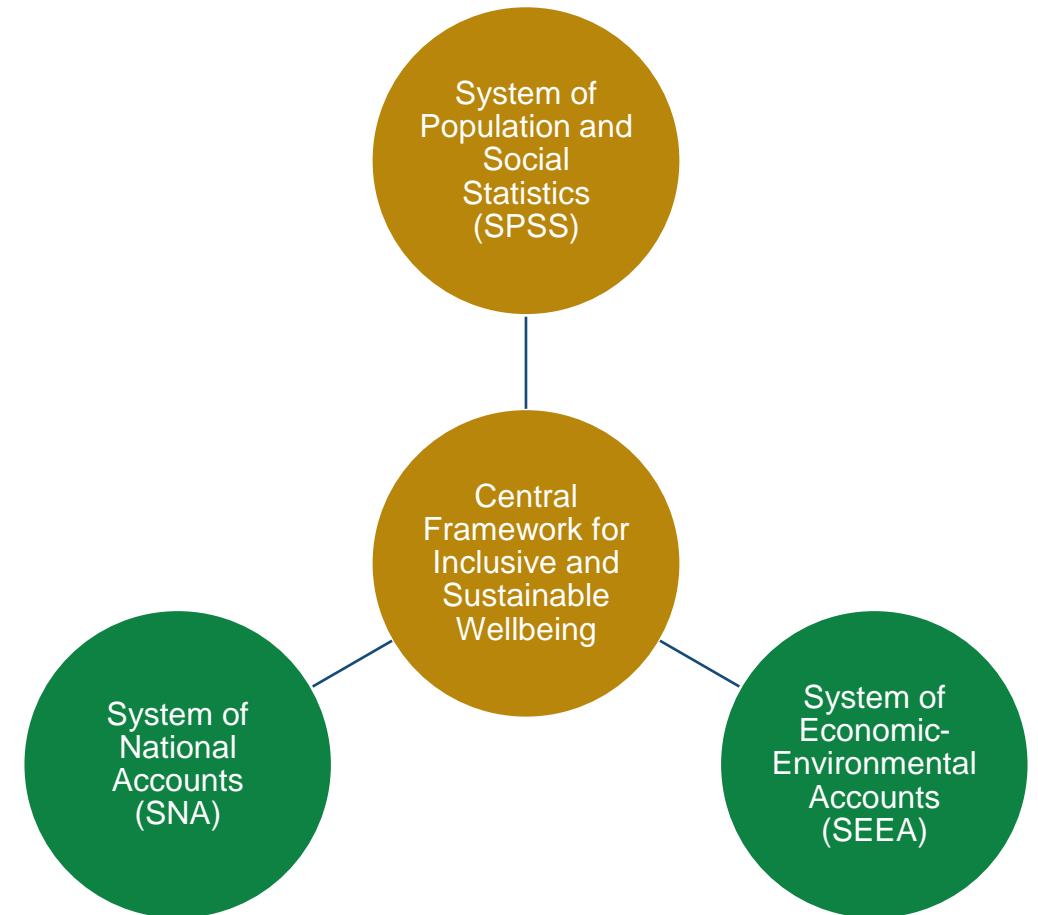 System of
Population and
Social
Statistics
(SPSS)
Central
Framework for
Inclusive and
Sustainable
Wellbeing
System of
National
Accounts
(SNA)
System of
Economic-
Environmental
Accounts
(SEEA)